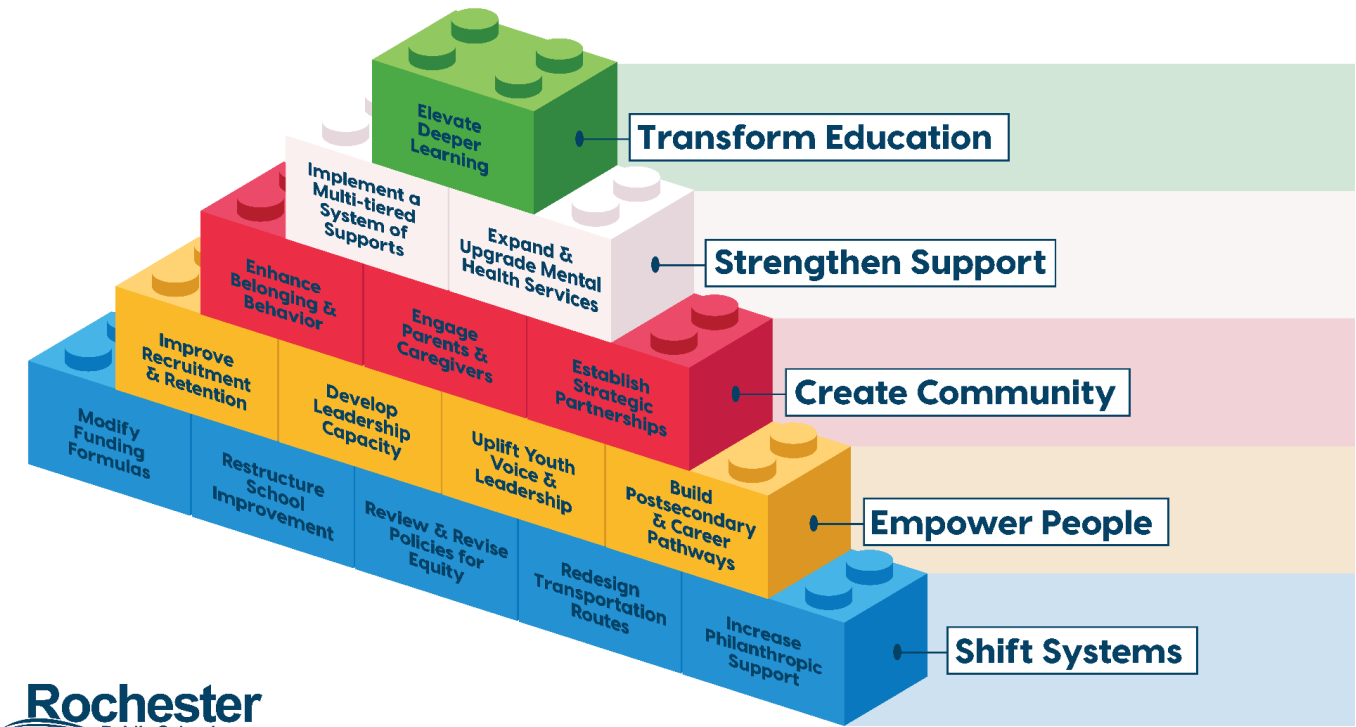 Elevate
Deeper
Learning
Transform Education
Implement a
Multi-tiered
System of
Supports
Expand &
Upgrade Mental
Health Services
Strengthen Support
Enhance
Belonging &
Behavior
Engage
Parents &
Caregivers
Establish
Strategic
Partnerships
Create Community
Improve
Recruitment
& Retention
Develop
Leadership
Capacity
Uplift Youth
Voice &
Leadership
Build
Postsecondary
& Career
Pathways
Empower People
Modify
Funding
Formulas
Restructure
School
Improvement
Review & Revise
Policies for
Equity
Redesign
Transportation
Routes
Increase
Philanthropic
Support
Shift Systems
Rochester